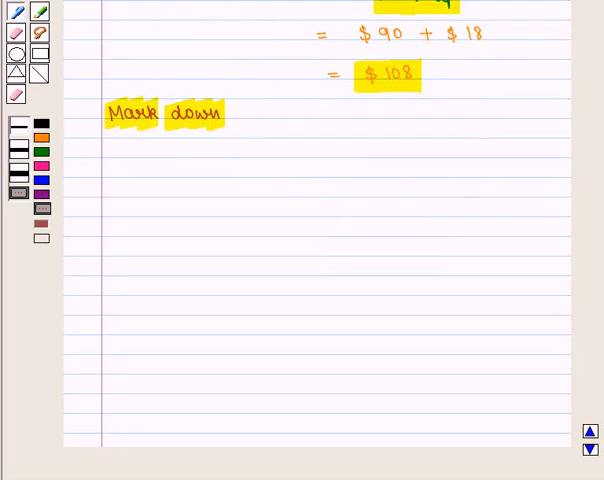 = $ 90 + $ 18
= $ 108
Mark down